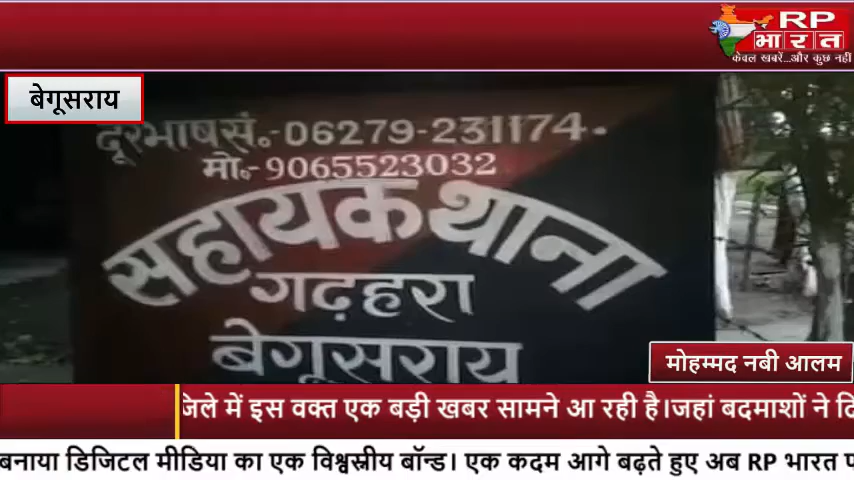 RP
भारत
केवल खबरें...और कुछ नहीं
बेगूसराय
दूरभाष सं॰-06279-231174.
मो॰-9065523032
सहायक थाना
गढ़हरा
बेगूसराय
मोहम्मद नबी आलम
जिले में इस वक्त एक बड़ी खबर सामने आ रही है।जहां बदमाशों ने
बनाया डिजिटल मीडिया का एक विश्वस्नीय बॉन्ड। एक कदम आगे बढ़ते हुए अब RP भारत